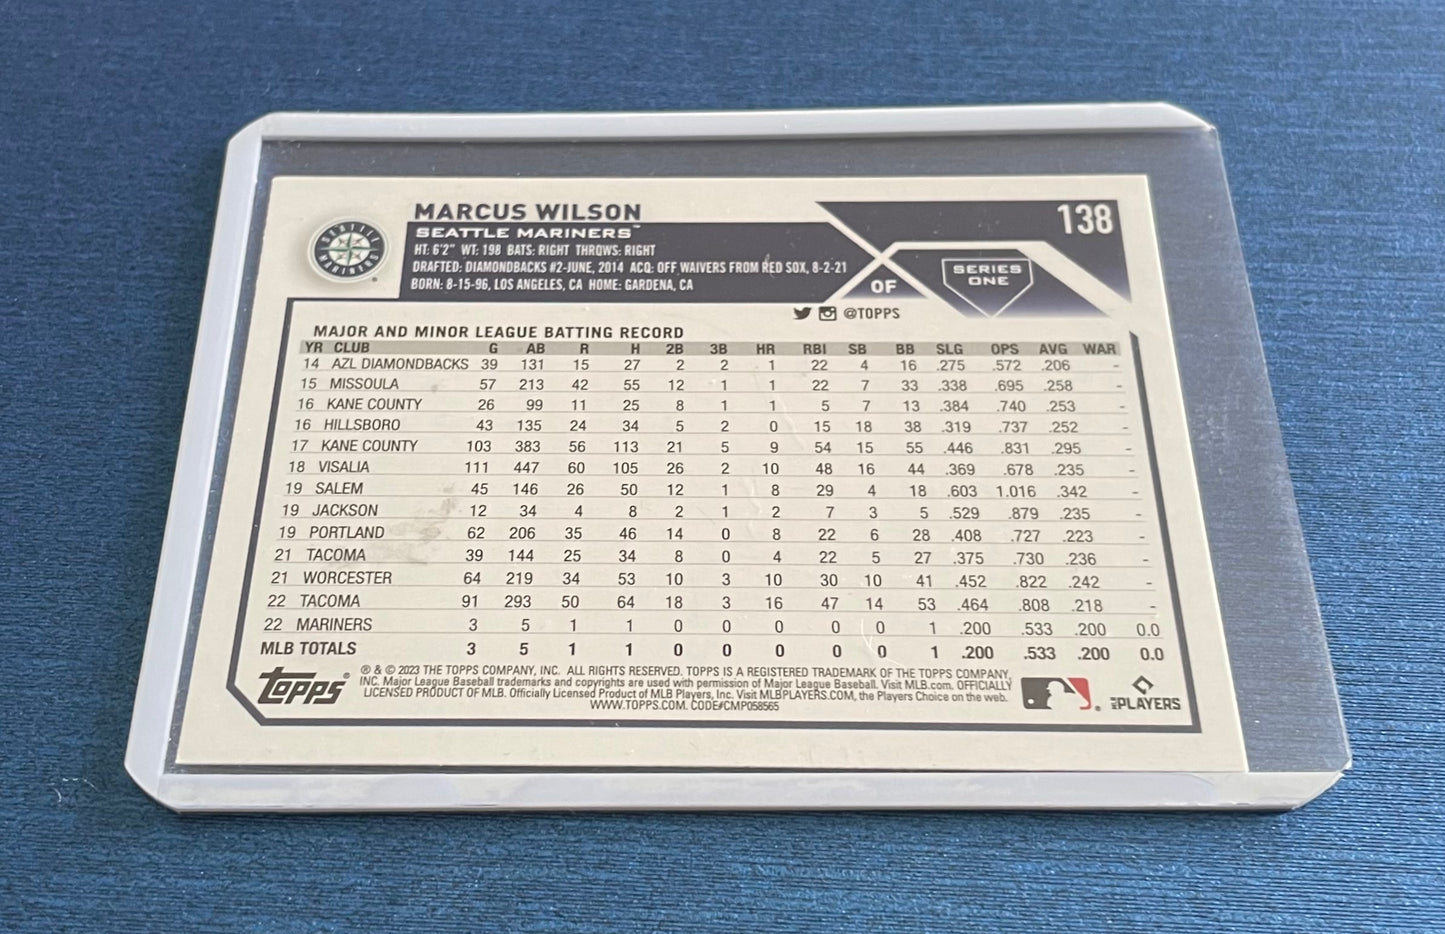 MARCUS WILSON
138
SEATTLE MARINERS™
SEATTLE MARINERS
HT: 6'2" WT: 198 BATS: RIGHT THROWS: RIGHT
DRAFTED: DIAMONDBACKS #2-JUNE, 2014 ACQ: OFF WAIVERS FROM RED SOX, 8-2-21
BORN: 8-15-96, LOS ANGELES, CA HOME: GARDENA, CA
OF
SERIES
ONE
@TOPPS
MAJOR AND MINOR LEAGUE BATTING RECORD
YR CLUB G AB R H 2B 3B HR RBI SB BB SLG OPS AVG WAR
14 AZL DIAMONDBACKS 39 131 15 27 2 2 1 22 4 16 .275 .572 .206 -
15 MISSOULA 57 213 42 55 12 1 1 22 7 33 .338 .695 .258 -
16 KANE COUNTY 26 99 11 25 8 1 1 5 7 13 .384 .740 .253 -
16 HILLSBORO 43 135 24 34 5 2 0 15 18 38 .319 .737 .252 -
17 KANE COUNTY 103 383 56 113 21 5 9 54 15 55 .446 .831 .295 -
18 VISALIA 111 447 60 105 26 2 10 48 16 44 .369 .678 .235 -
19 SALEM 45 146 26 50 12 1 8 29 4 18 .603 1.016 .342 -
19 JACKSON 12 34 4 8 2 1 2 7 3 5 .529 .879 .235 -
19 PORTLAND 62 206 35 46 14 0 8 22 6 28 .408 .727 .223 -
21 TACOMA 39 144 25 34 8 0 4 22 5 27 .375 .730 .236 -
21 WORCESTER 64 219 34 53 10 3 10 30 10 41 .452 .822 .242 -
22 TACOMA 91 293 50 64 18 3 16 47 14 53 .464 .808 .218 -
22 MARINERS 3 5 1 1 0 0 0 0 0 1 .200 .533 .200 0.0
MLB TOTALS 3 5 1 1 0 0 0 0 0 1 .200 .533 .200 0.0
Topps®
® & © 2023 THE TOPPS COMPANY, INC. ALL RIGHTS RESERVED. TOPPS IS A REGISTERED TRADEMARK OF THE TOPPS COMPANY,
INC. Major League Baseball trademarks and copyrights are used with permission of Major League Baseball. Visit MLB.com. OFFICIALLY
LICENSED PRODUCT OF MLB. Officially Licensed Product of MLB Players, Inc. Visit MLBPLAYERS.COM, the Players Choice on the web.
WWW.TOPPS.COM. CODE#CMP058565
MLB PLAYERS